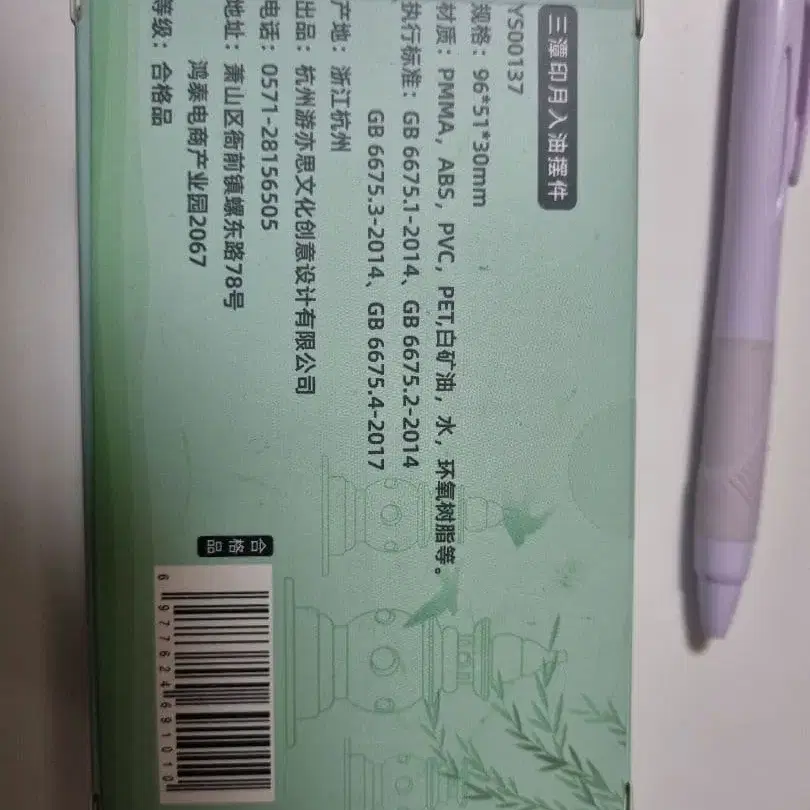 三潭印月入油摆件
YS00137
规格：96*51*30mm
材质：PMMA，ABS，PVC，PET,白矿油，水，环氧树脂等。
执行标准：GB 6675.1-2014、GB 6675.2-2014
GB 6675.3-2014、GB 6675.4-2017
产地：浙江杭州
出品：杭州游亦思文化创意设计有限公司
电话：0571-28156505
地址：萧山区衙前镇螺东路78号
鸿泰电商产业园2067
等级：合格品
合格品
6977624691010